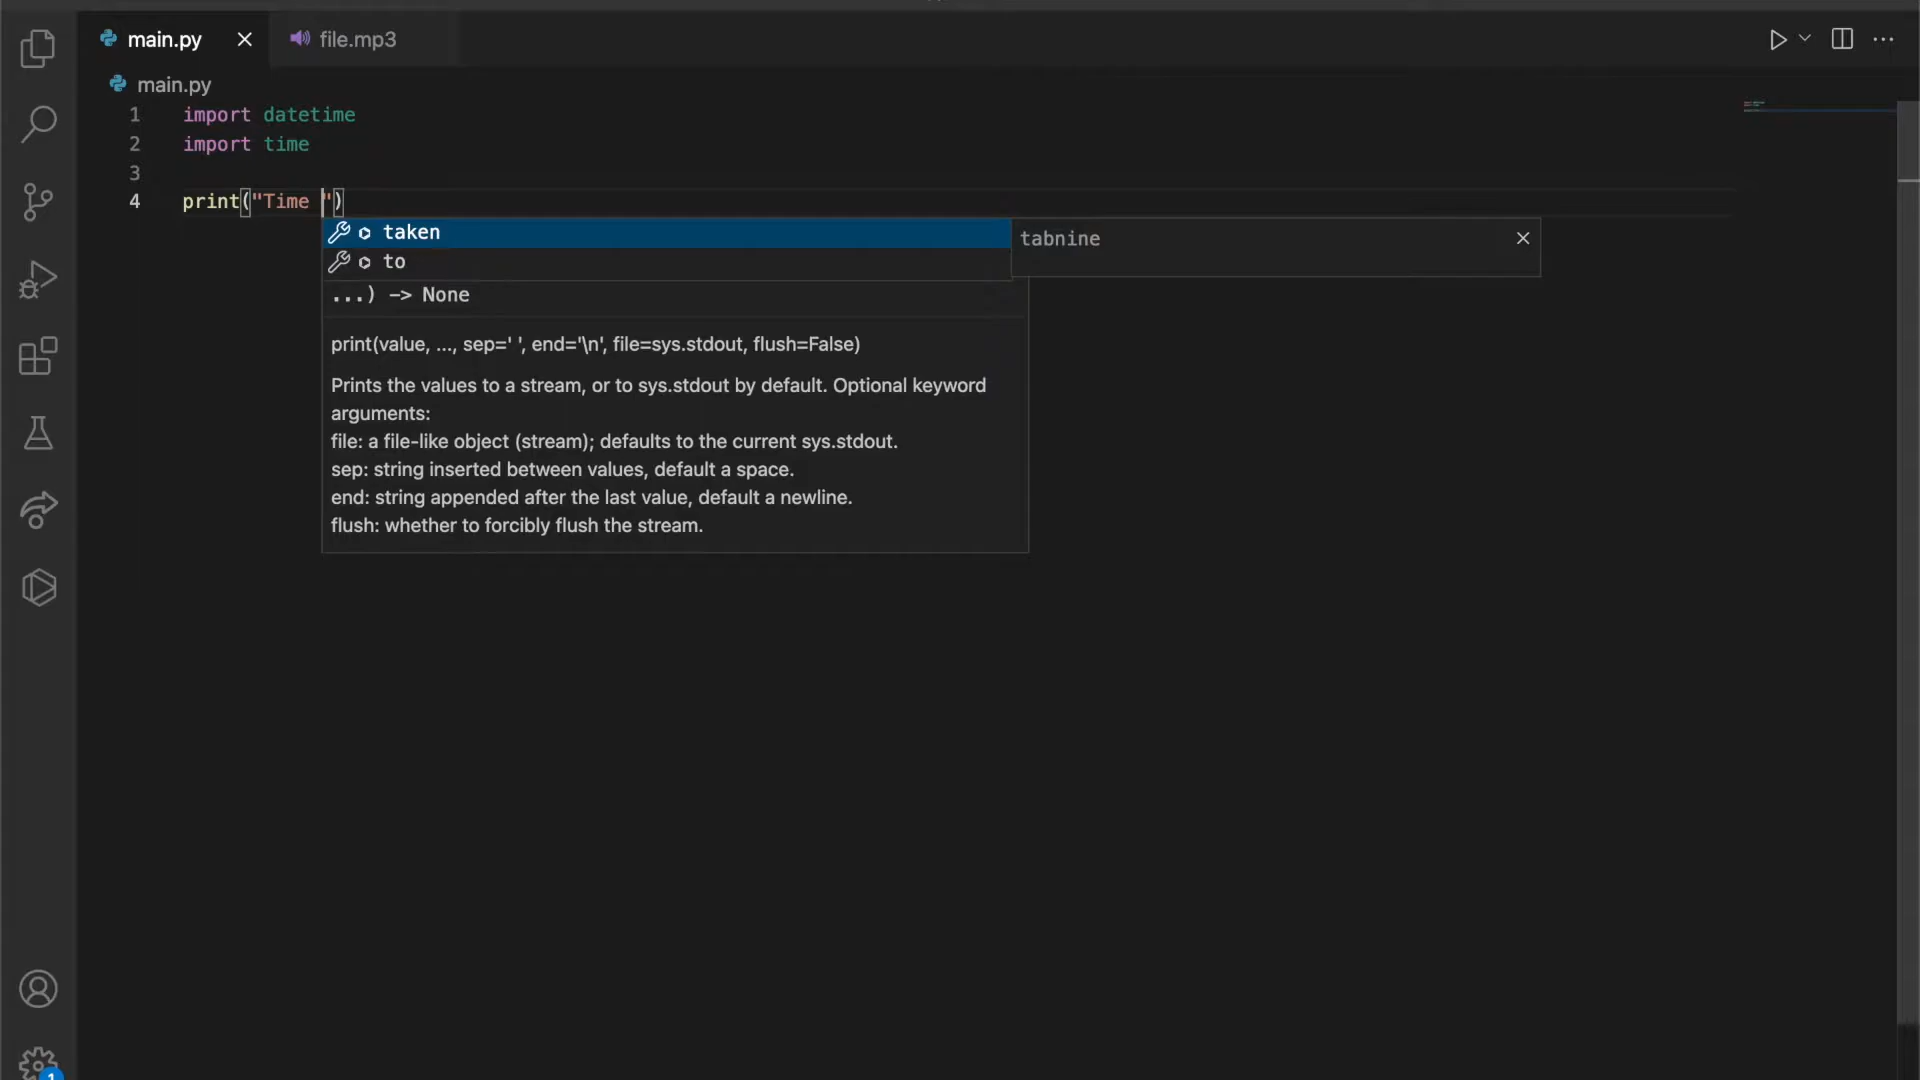 main.py
file.mp3
main.py
1 import datetime
2 import time
3
4 print("Time ")
taken
tabnine
to
...) -> None
print(value, ..., sep=' ', end='\n', file=sys.stdout, flush=False)
Prints the values to a stream, or to sys.stdout by default. Optional keyword
arguments:
file: a file-like object (stream); defaults to the current sys.stdout.
sep: string inserted between values, default a space.
end: string appended after the last value, default a newline.
flush: whether to forcibly flush the stream.
1